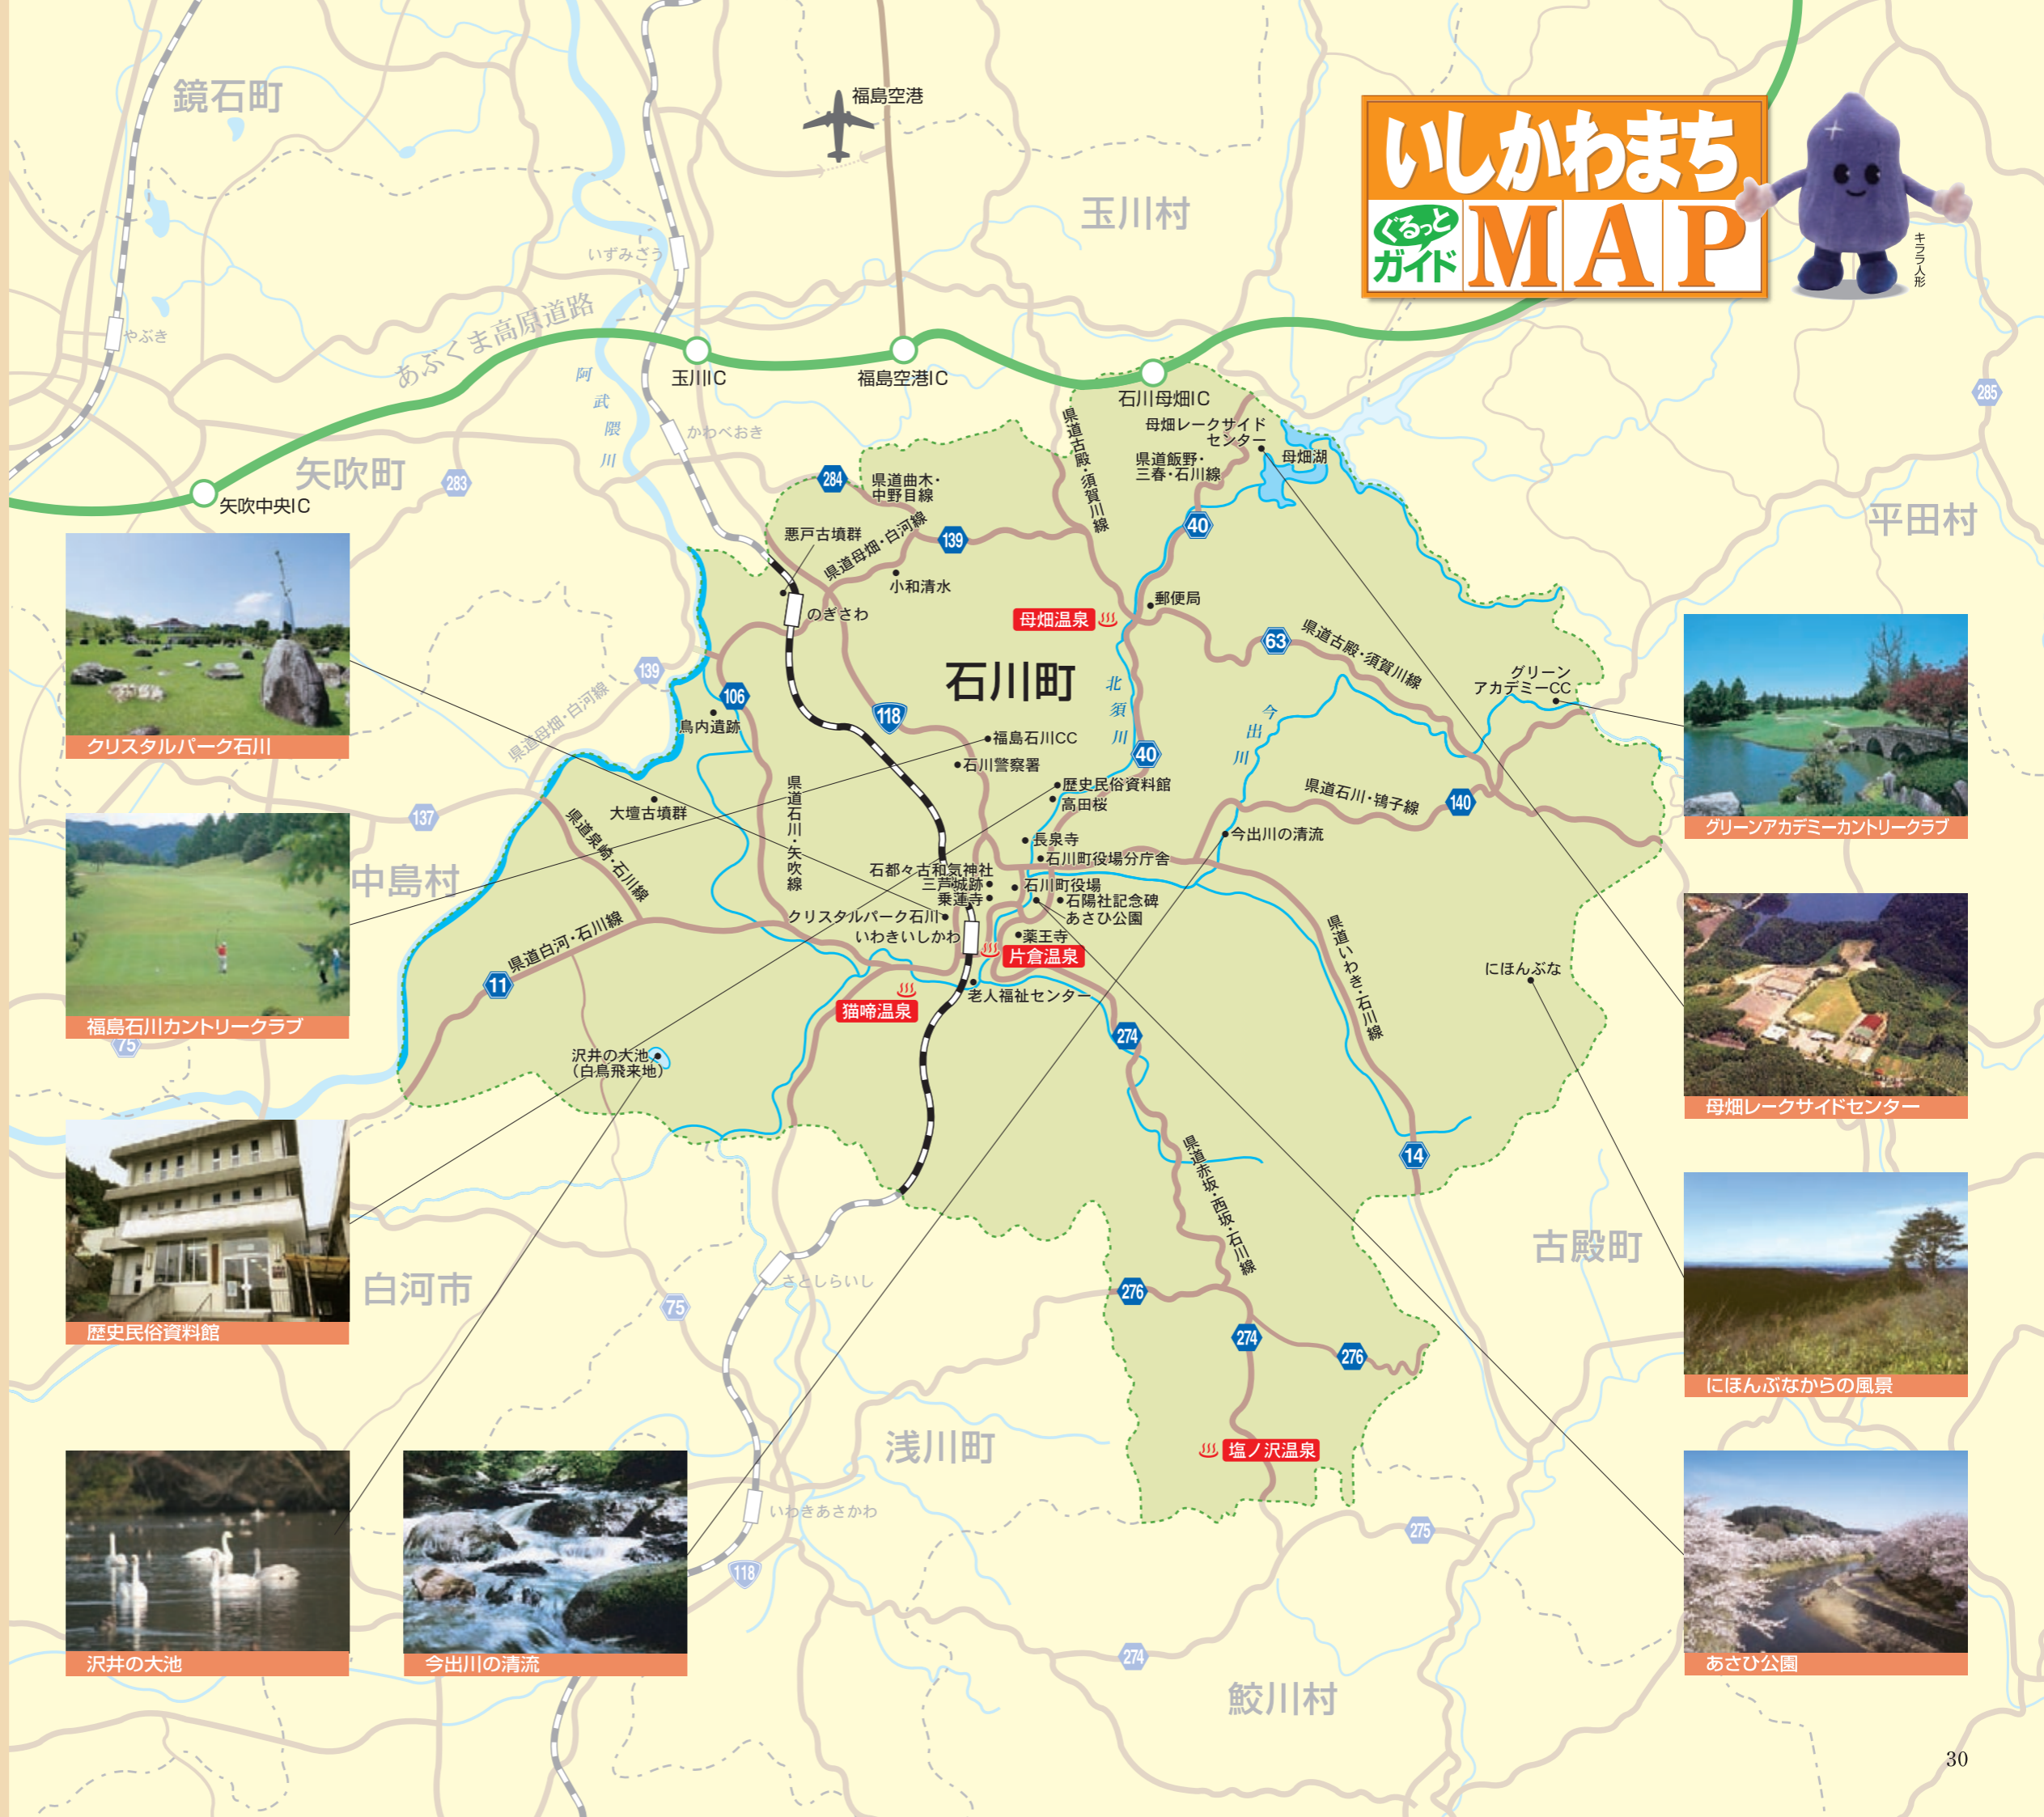 いしかわまち
ぐるっと
ガイド
MAP
キラランド人形
鏡石町
福島空港
玉川村
いずみごう
やぶき
あぶくま高原道路
阿武隈川
玉川IC
福島空港IC
石川母畑IC
母畑レークサイド
センター
母畑湖
県道古殿・須賀川線
県道飯野・
三春・石川線
かわべおき
矢吹町
283
矢吹中央IC
284
県道曲木・
中野目線
285
平田村
40
139
悪戸古墳群
県道母畑・白河線
小和清水
のぎさわ
郵便局
母畑温泉
63
県道古殿・須賀川線
グリーン
アカデミーCC
石川町
139
県道母畑・白河線
106
鳥内遺跡
118
北須川
今出川
福島石川CC
石川警察署
40
歴史民俗資料館
高田桜
県道石川・鴇子線
140
大壇古墳群
県道石川・矢吹線
県道泉崎・石川線
137
中島村
長泉寺
今出川の清流
石川町役場分庁舎
石都々古和気神社
三芦城跡
乗蓮寺
石川町役場
石陽社記念碑
あさひ公園
クリスタルパーク石川
いわきいしかわ
薬王寺
片倉温泉
県道いわき・石川線
県道白河・石川線
11
にほんぶな
老人福祉センター
猫啼温泉
274
75
沢井の大池
(白鳥飛来地)
県道赤坂・西坂・石川線
14
古殿町
白河市
さとしらいし
75
276
274
276
浅川町
塩ノ沢温泉
いわきあさかわ
118
275
274
鮫川村
クリスタルパーク石川
福島石川カントリークラブ
歴史民俗資料館
沢井の大池
今出川の清流
グリーンアカデミーカントリークラブ
母畑レークサイドセンター
にほんぶなからの風景
あさひ公園
30